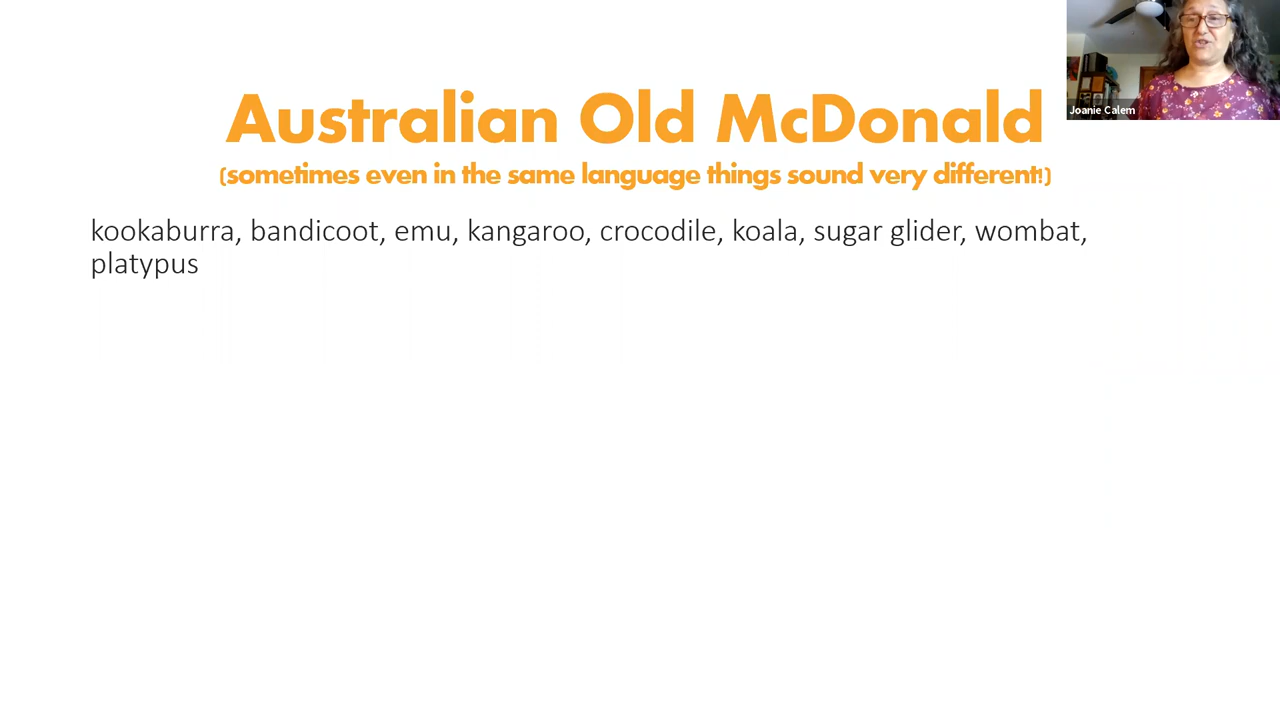 Joanie Calem
Australian Old McDonald
(sometimes even in the same language things sound very different!)
kookaburra, bandicoot, emu, kangaroo, crocodile, koala, sugar glider, wombat,
platypus